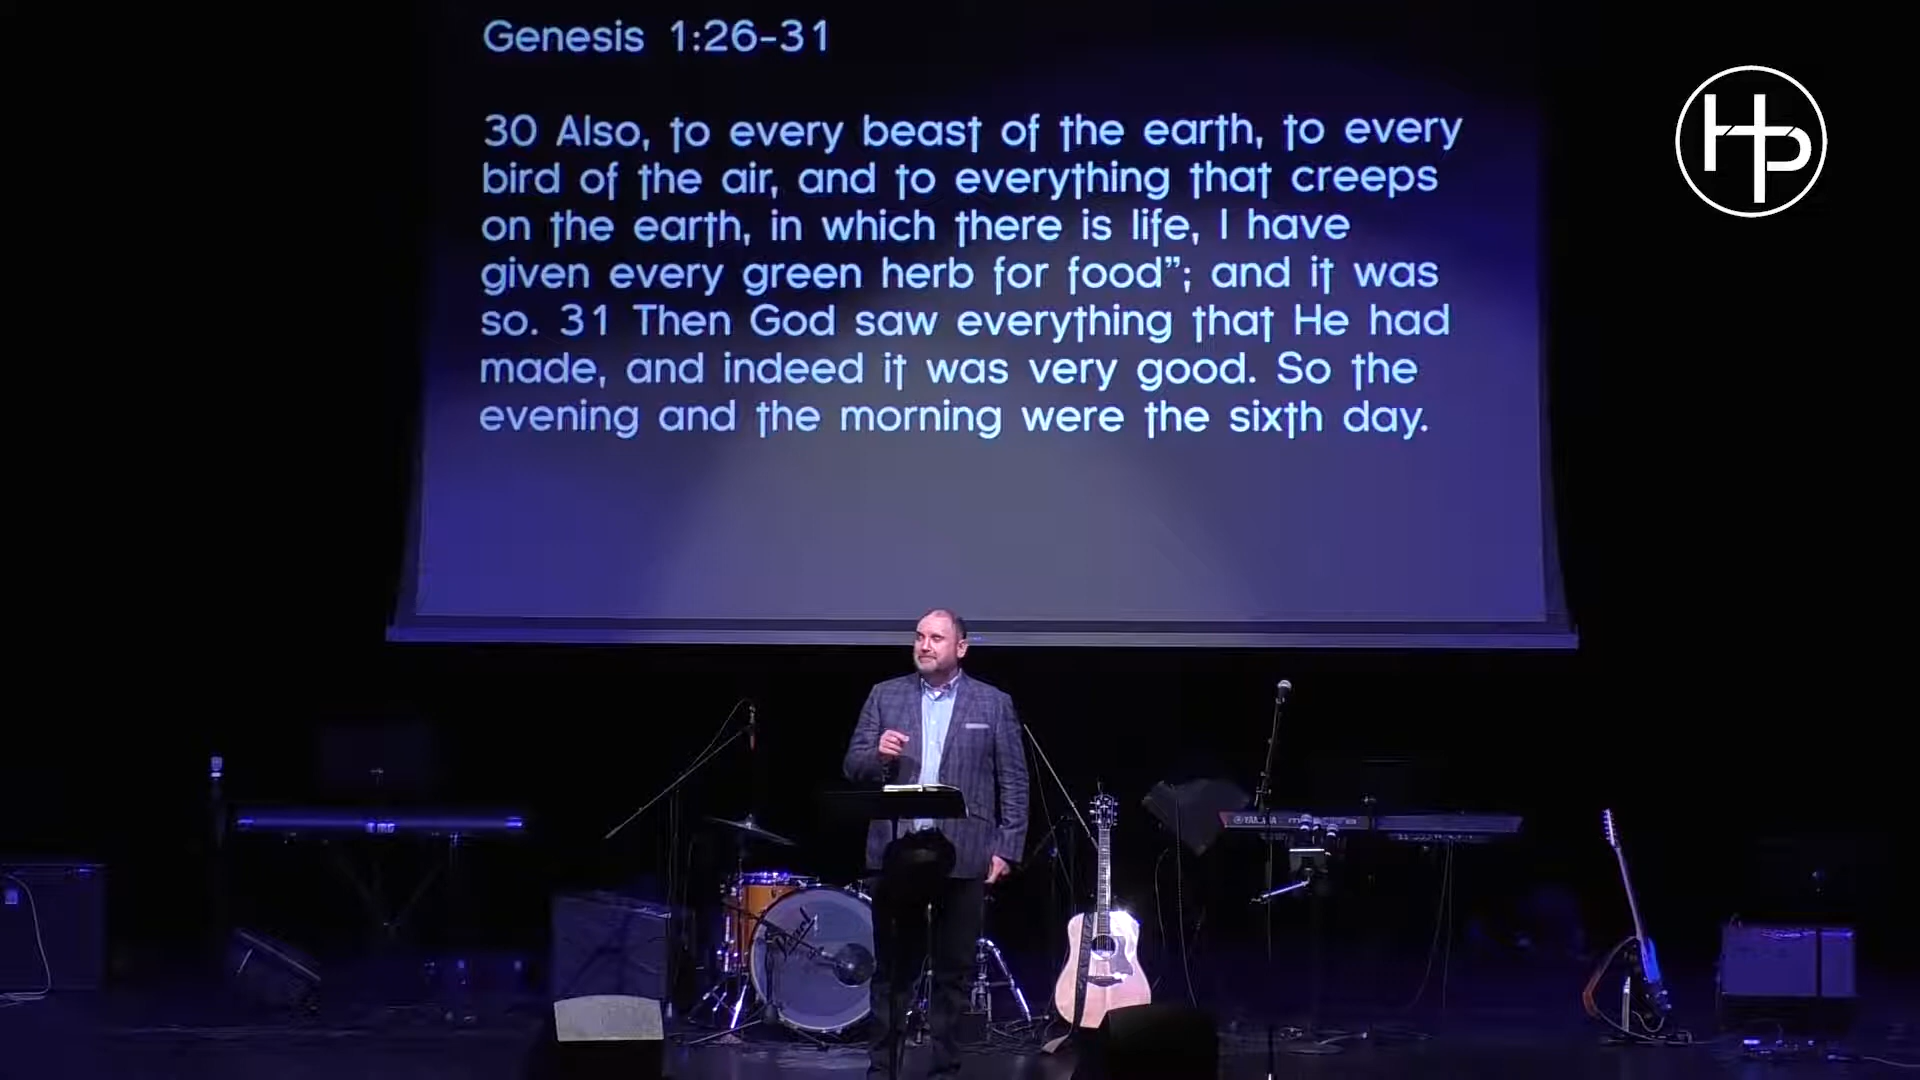 Genesis 1:26-31
30 Also, to every beast of the earth, to every
bird of the air, and to everything that creeps
on the earth, in which there is life, I have
given every green herb for food”; and it was
so. 31 Then God saw everything that He had
made, and indeed it was very good. So the
evening and the morning were the sixth day.
HP
Pearl
YAMAHA